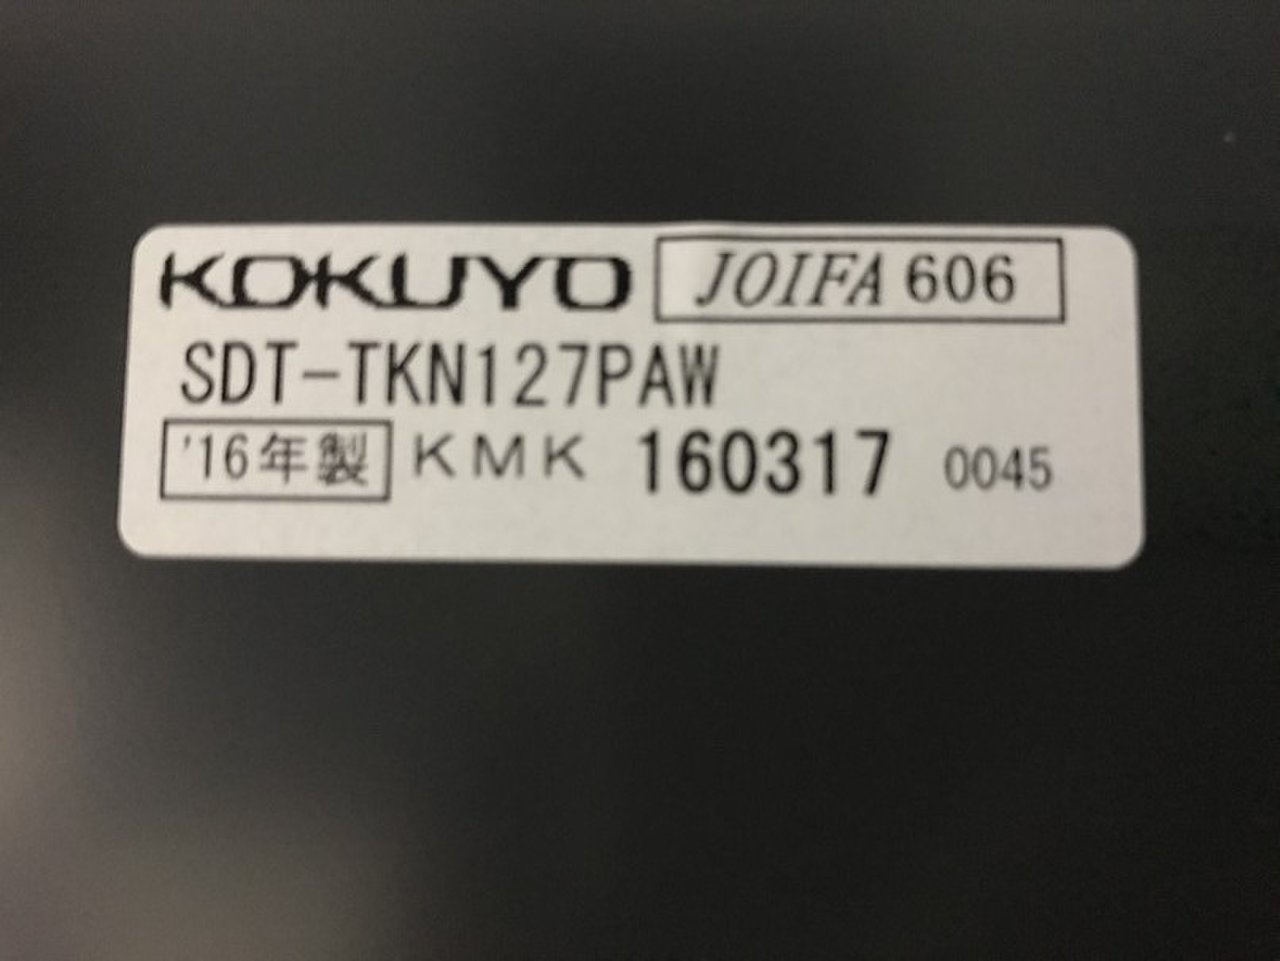 KOKUYO JOIFA 606
SDT-TKN127PAW
'16年製 KMK 160317 0045